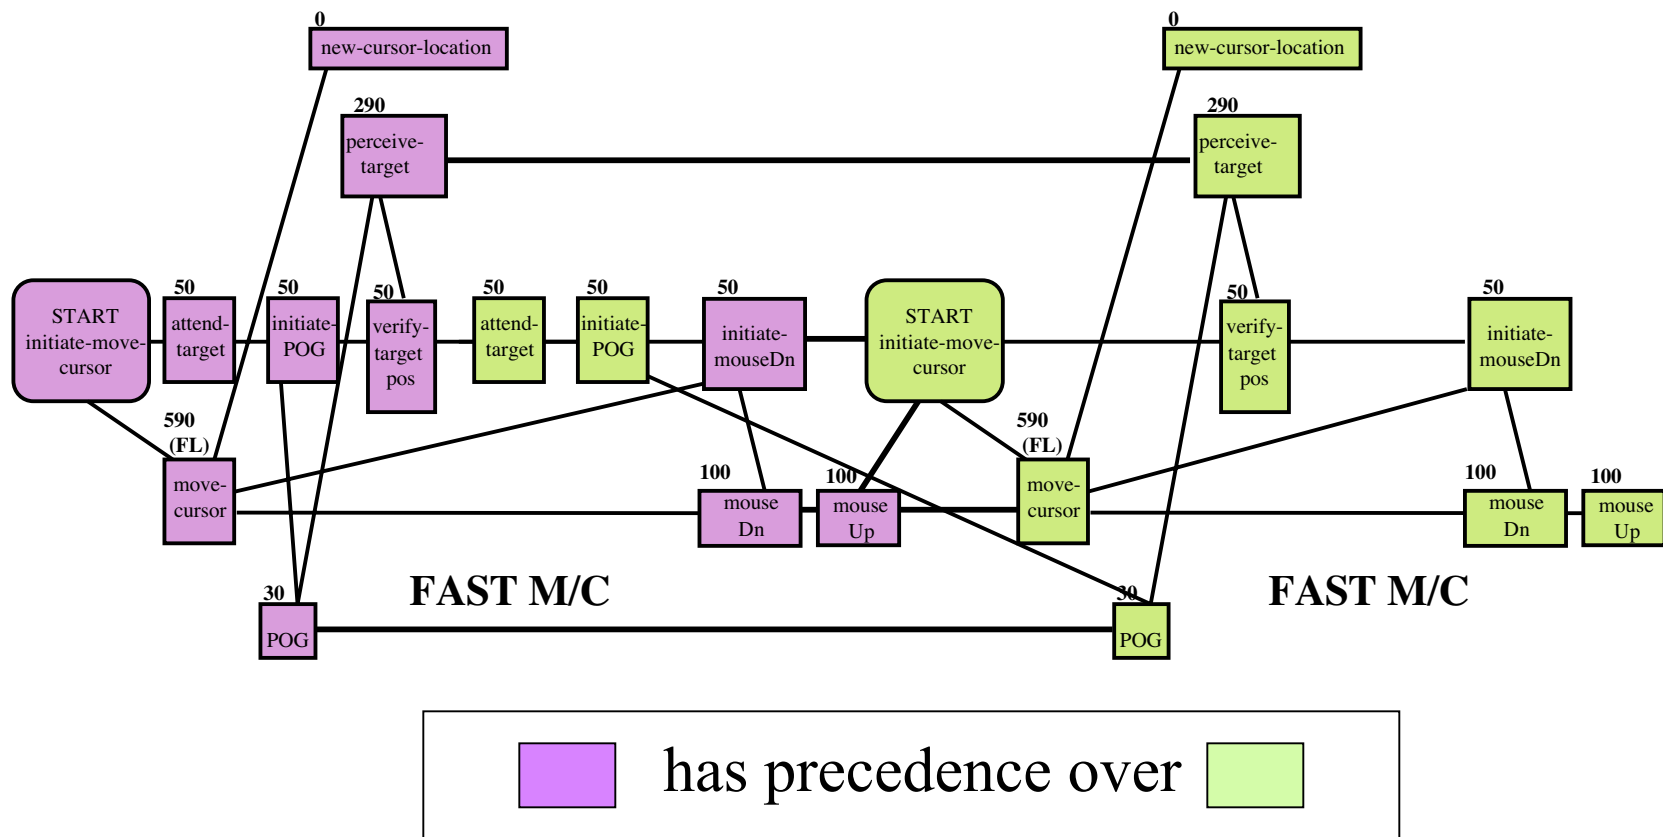 0
new-cursor-location
0
new-cursor-location
290
perceive-
target
290
perceive-
target
START
initiate-move-
cursor
50
attend-
target
50
initiate-
POG
50
verify-
target
pos
50
attend-
target
50
initiate-
POG
50
initiate-
mouseDn
START
initiate-move-
cursor
50
verify-
target
pos
50
initiate-
mouseDn
590
(FL)
move-
cursor
100
mouse
Dn
100
mouse
Up
590
(FL)
move-
cursor
100
mouse
Dn
100
mouse
Up
FAST M/C
FAST M/C
30
POG
30
POG
has precedence over